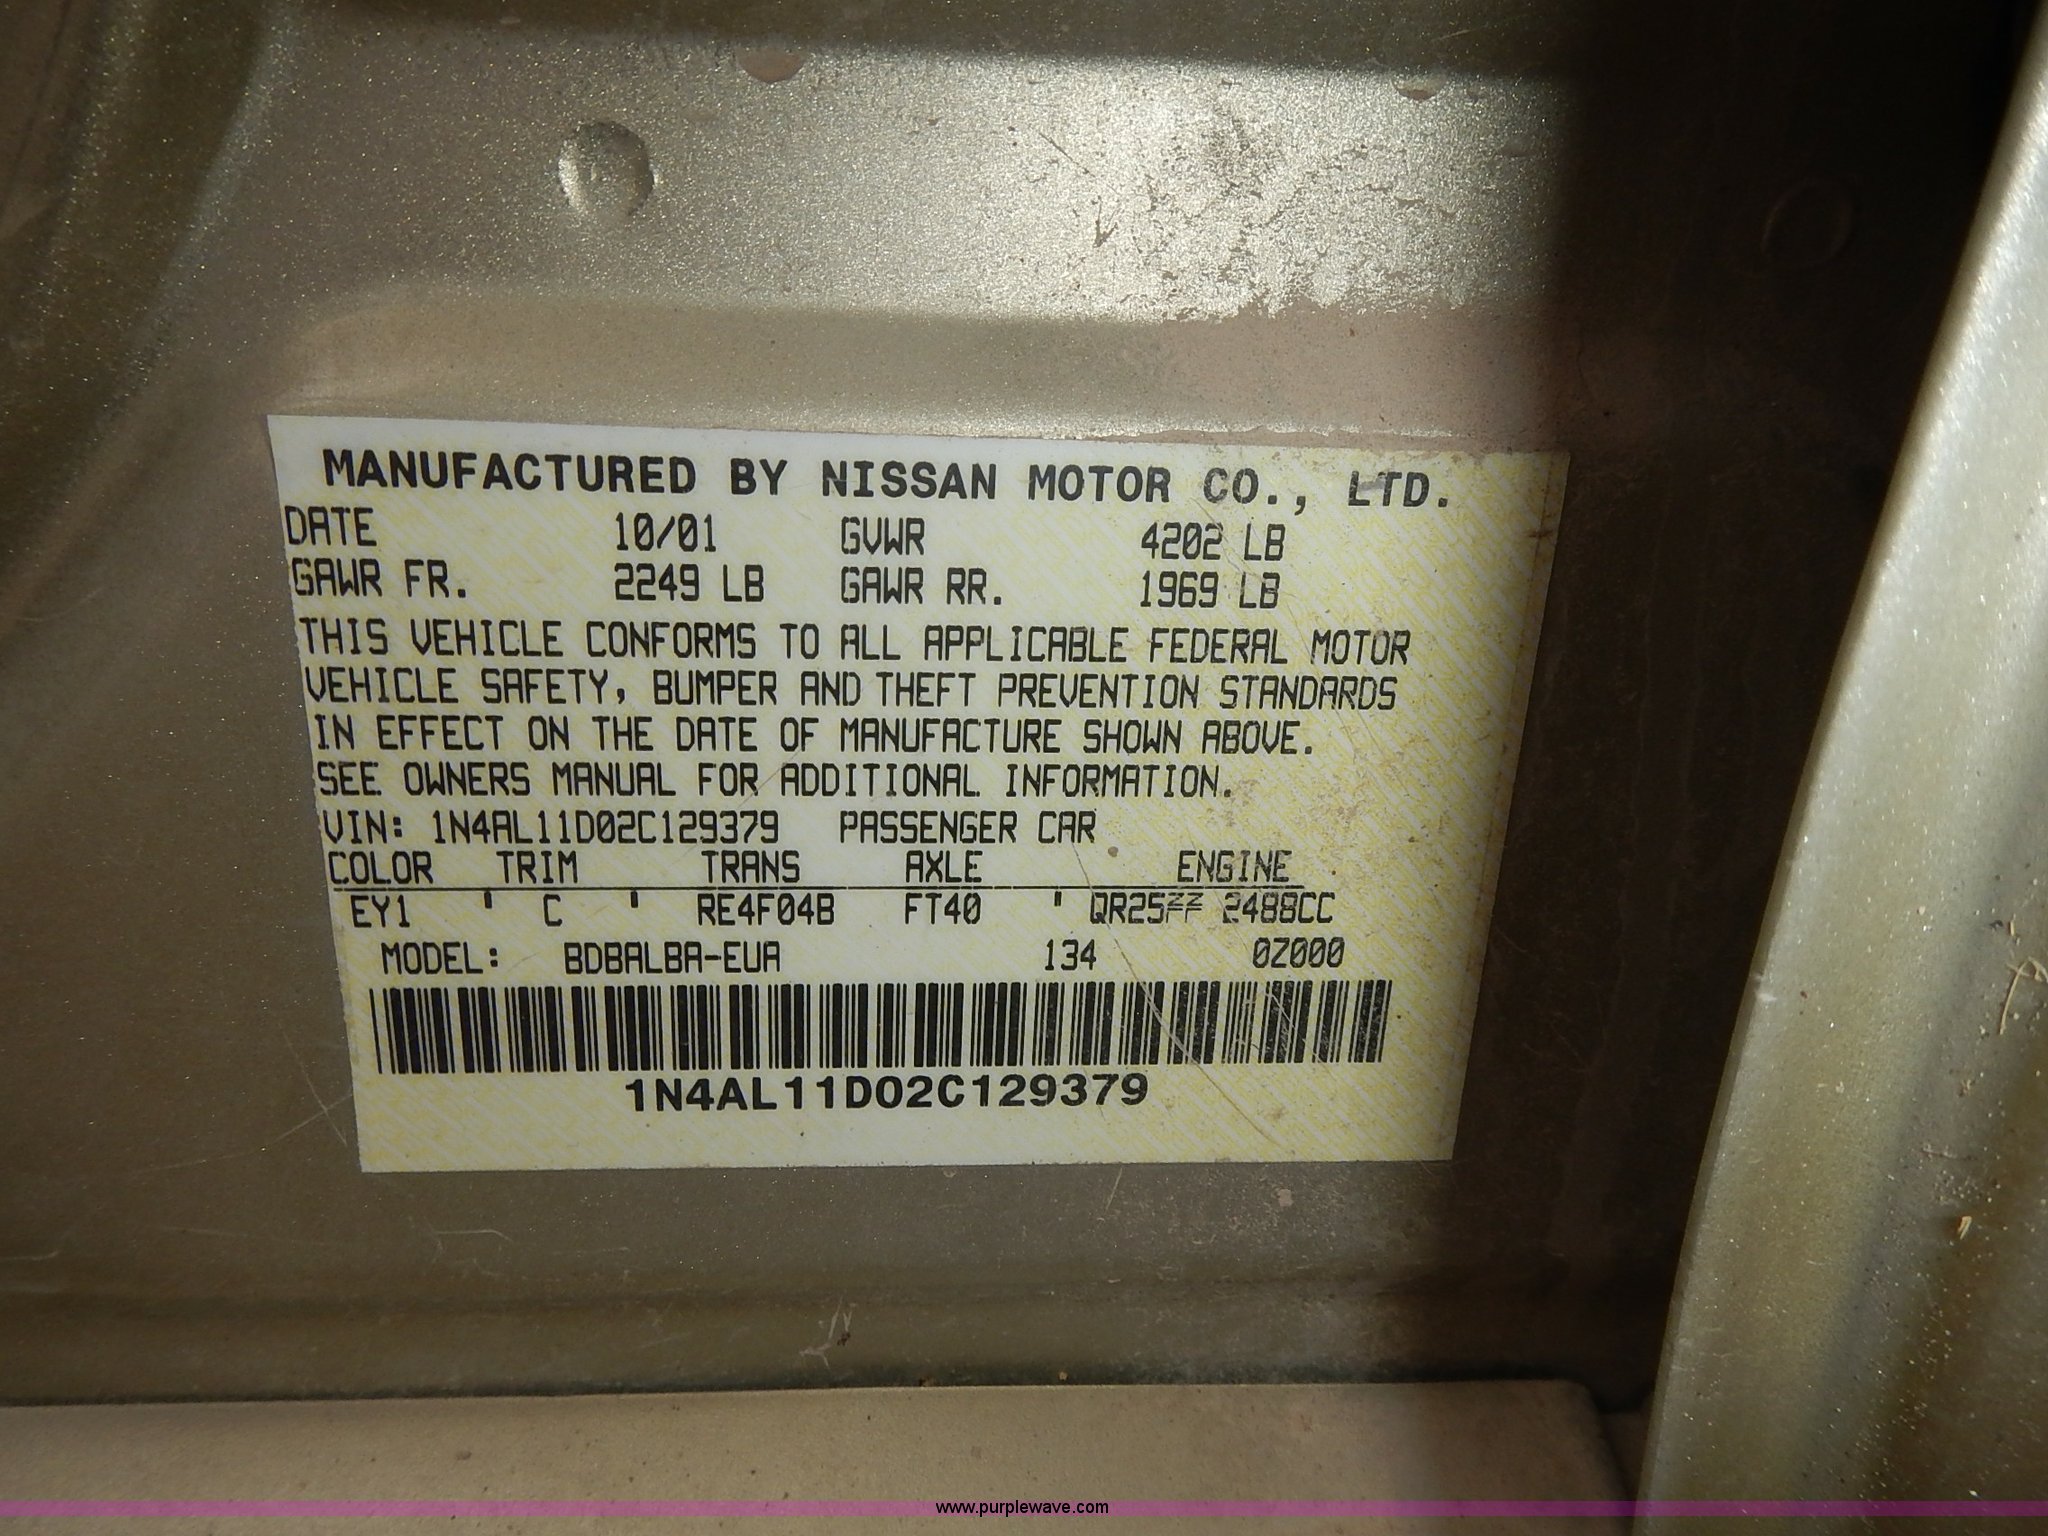 MANUFACTURED BY NISSAN MOTOR CO., LTD.
DATE 10/01 GVWR 4202 LB
GAWR FR. 2249 LB GAWR RR. 1969 LB
THIS VEHICLE CONFORMS TO ALL APPLICABLE FEDERAL MOTOR
VEHICLE SAFETY, BUMPER AND THEFT PREVENTION STANDARDS
IN EFFECT ON THE DATE OF MANUFACTURE SHOWN ABOVE.
SEE OWNERS MANUAL FOR ADDITIONAL INFORMATION.
VIN: 1N4AL11D02C129379 PASSENGER CAR
COLOR TRIM TRANS AXLE ENGINE
EY1 ' C ' RE4F04B FT40 ' 2488CC
MODEL: BDBALBA-EUA 134 0Z000
1N4AL11D02C129379
www.purplewave.com